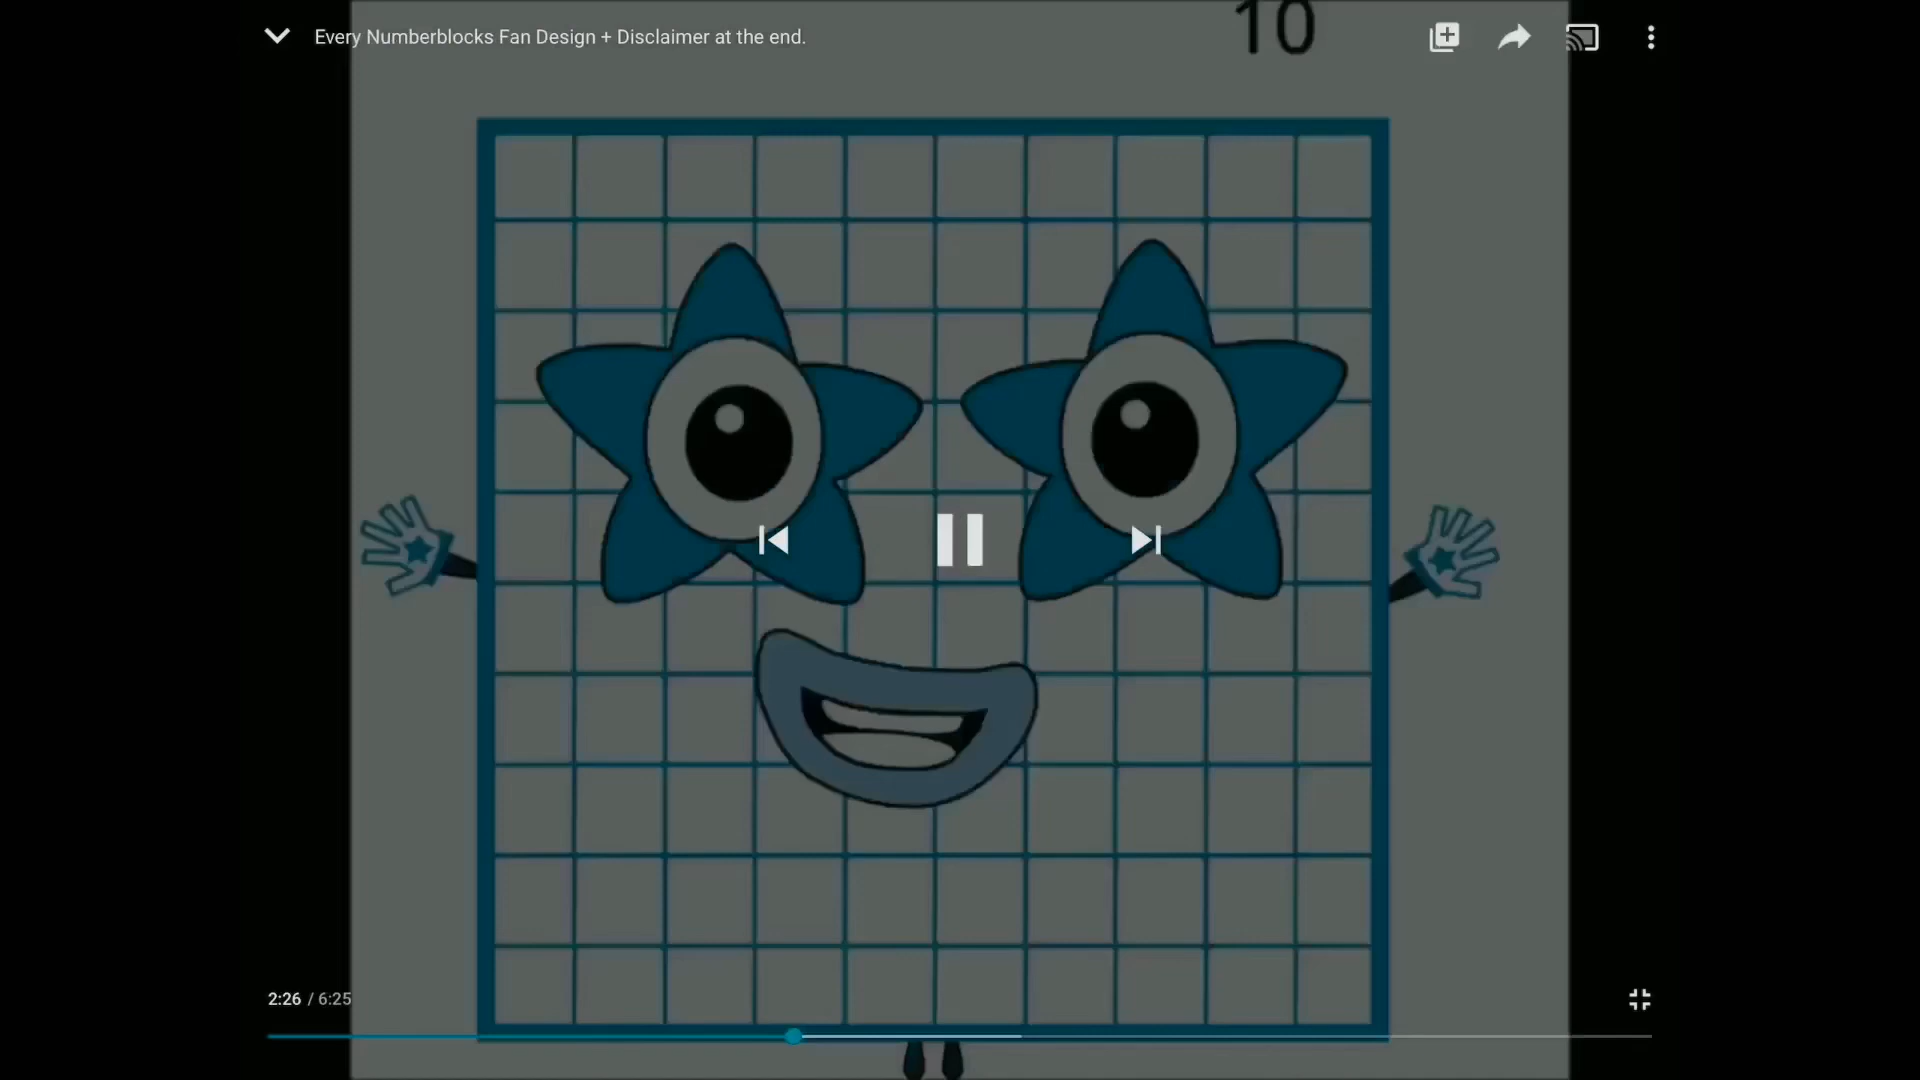 Every Numberblocks Fan Design + Disclaimer at the end.
10
2:26 / 6:25